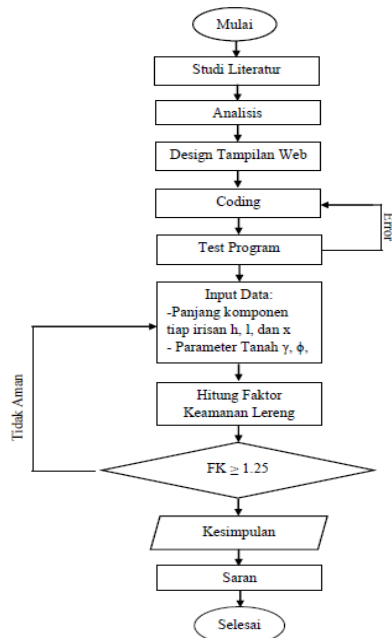 Mulai
Studi Literatur
Analisis
Design Tampilan Web
Coding
Error
Test Program
Input Data:
-Panjang komponen
tiap irisan h, l, dan x
- Parameter Tanah γ, ϕ,
Tidak Aman
Hitung Faktor
Keamanan Lereng
FK ≥ 1.25
Kesimpulan
Saran
Selesai